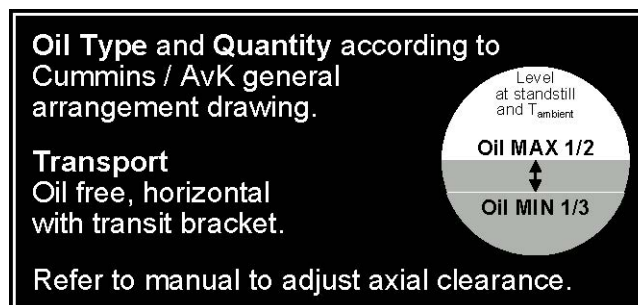 Oil Type and Quantity according to
Cummins / AvK general
arrangement drawing.
Level
at standstill
and Tambient
Oil MAX 1/2
Oil MIN 1/3
Transport
Oil free, horizontal
with transit bracket.
Refer to manual to adjust axial clearance.